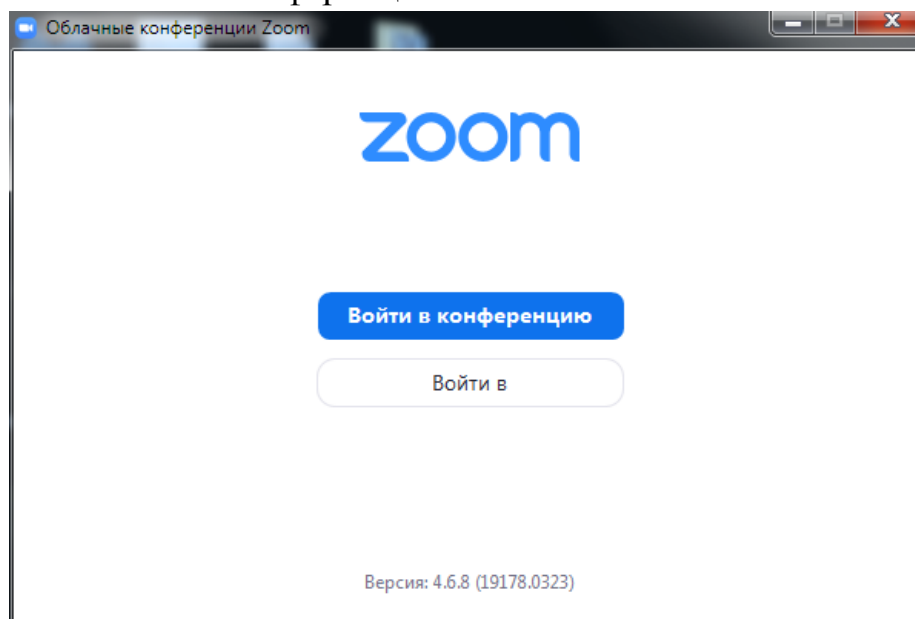 Облачные конференции Zoom
zoom
Войти в конференцию
Войти в
Версия: 4.6.8 (19178.0323)